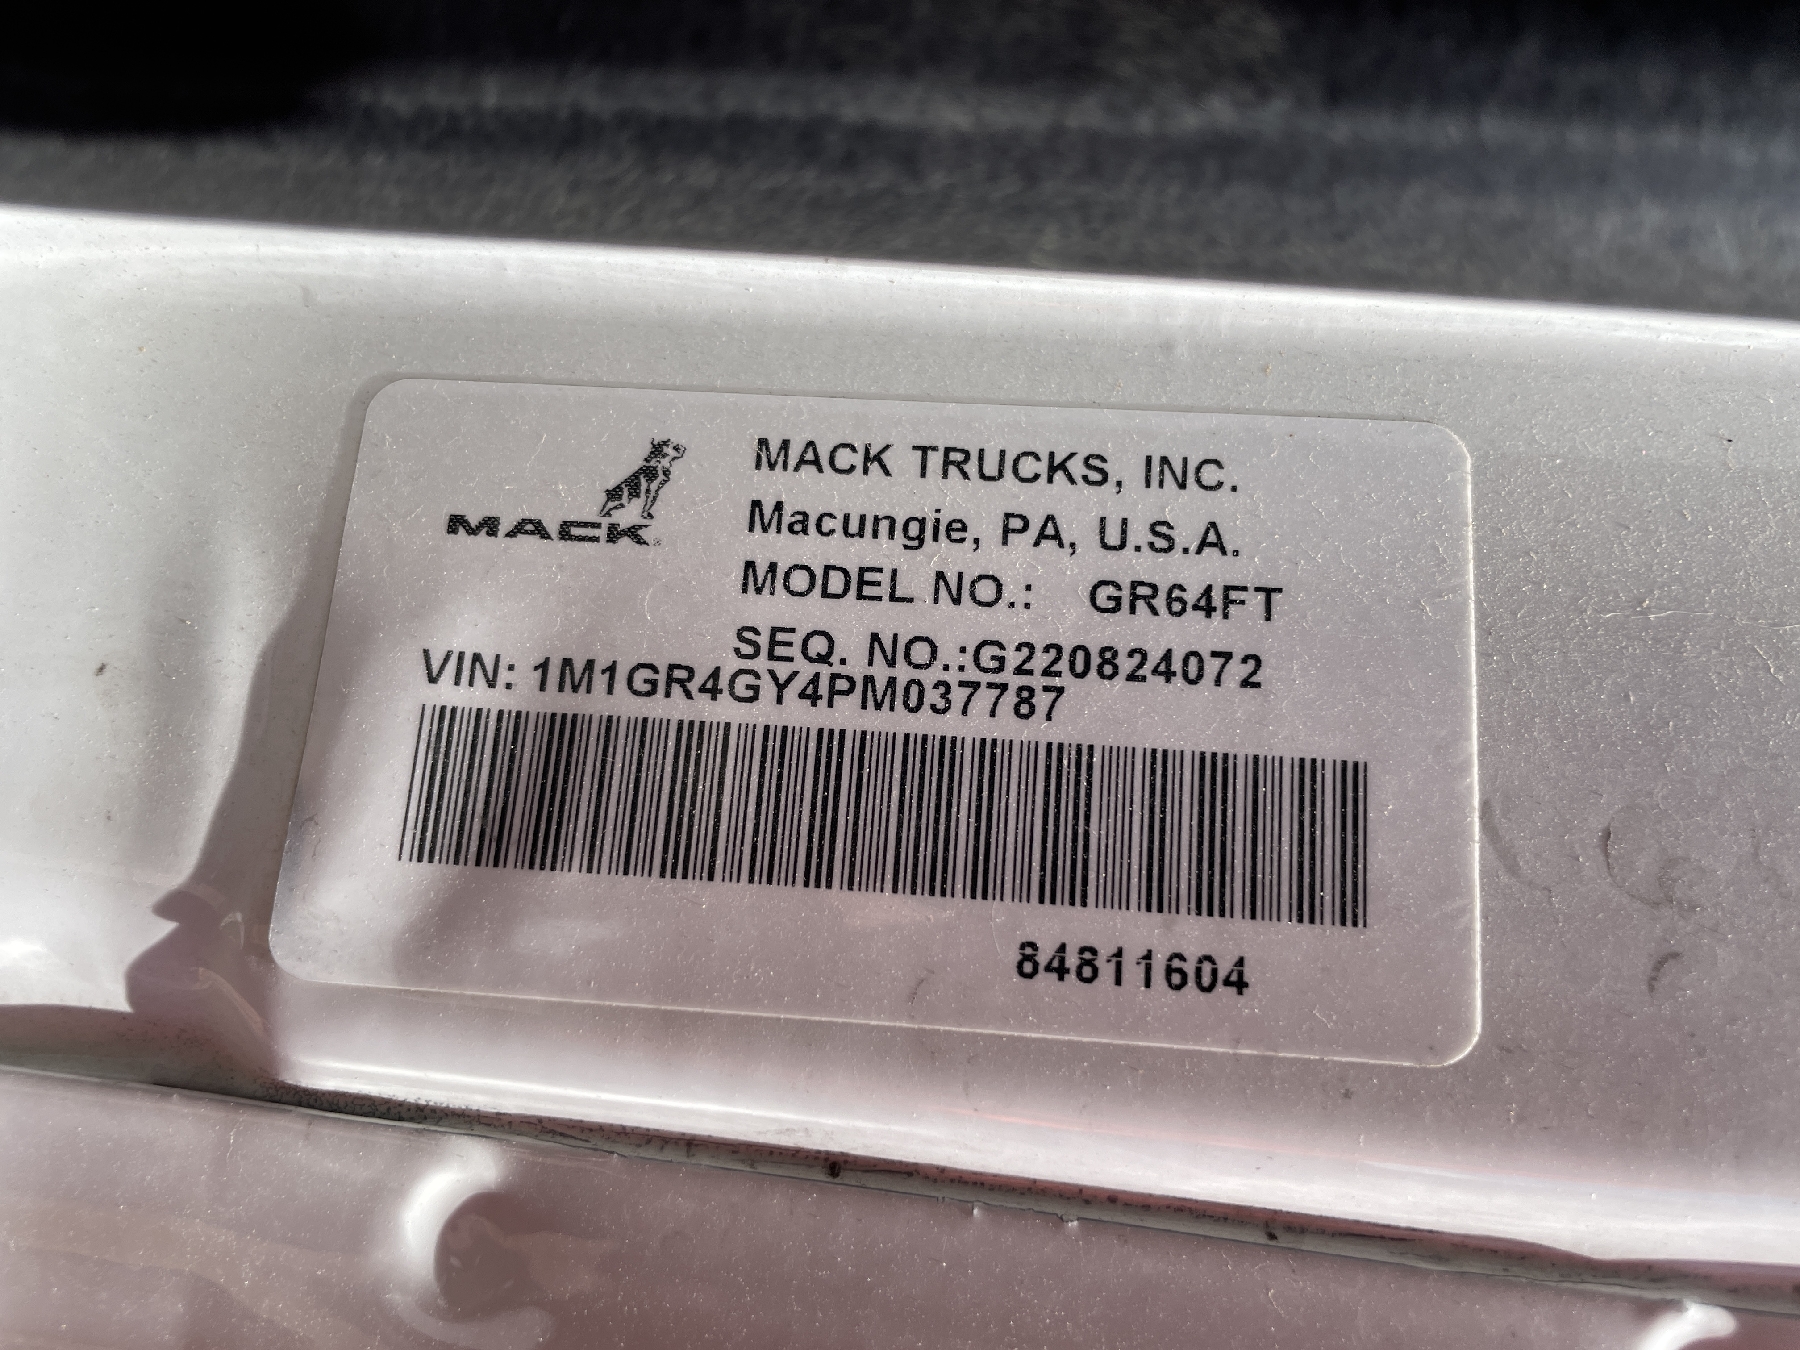 MACK
MACK TRUCKS, INC.
Macungie, PA, U.S.A.
MODEL NO.: GR64FT
SEQ. NO.:G220824072
VIN: 1M1GR4GY4PM037787
84811604